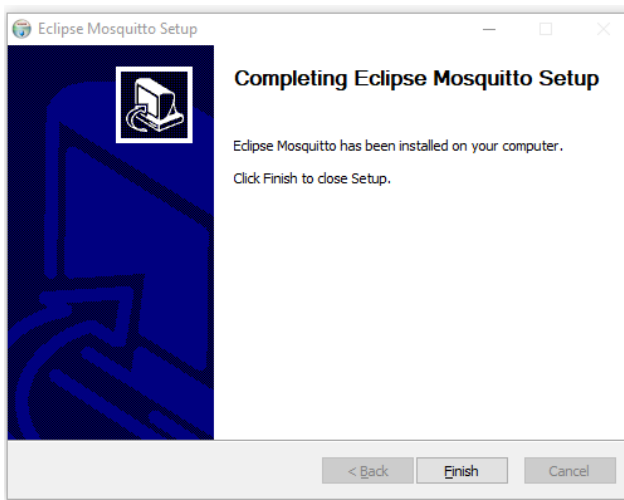 Eclipse Mosquitto Setup
Completing Eclipse Mosquitto Setup
Eclipse Mosquitto has been installed on your computer.
Click Finish to close Setup.
< Back
Finish
Cancel